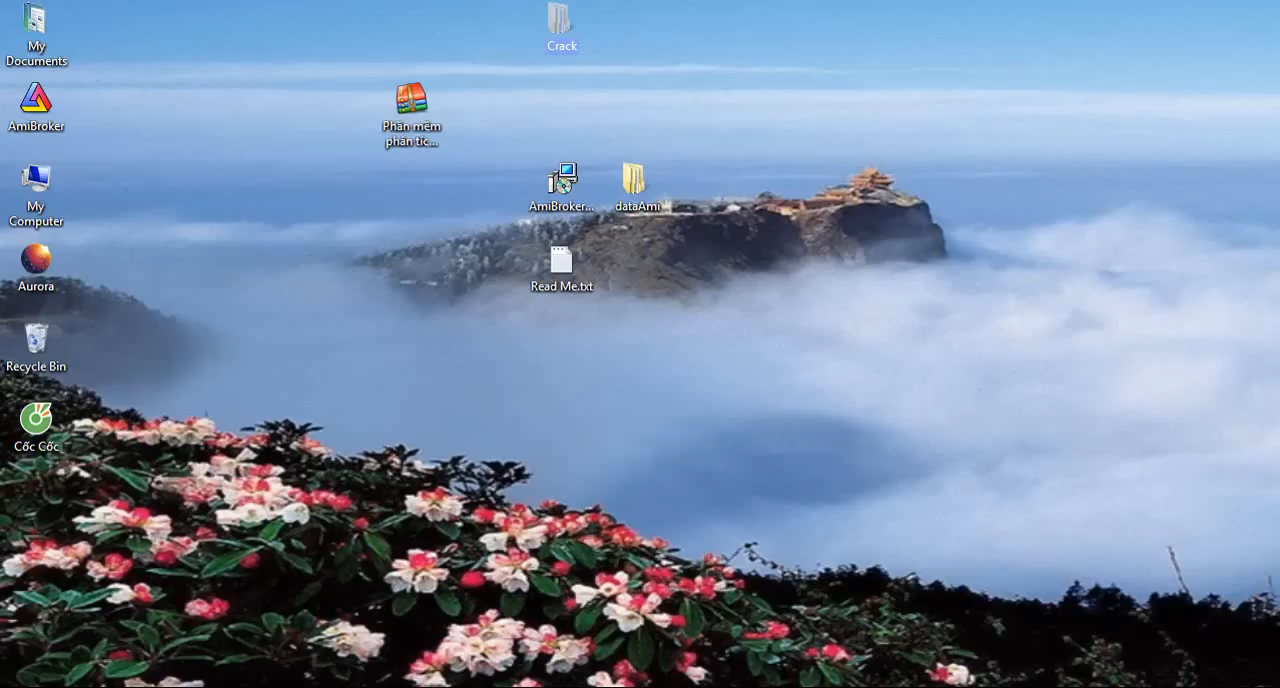 My
Documents
AmiBroker
My
Computer
Aurora
Recycle Bin
Cốc Cốc
Phần mềm
phân tíc...
Crack
AmiBroker...
dataAmi
Read Me.txt